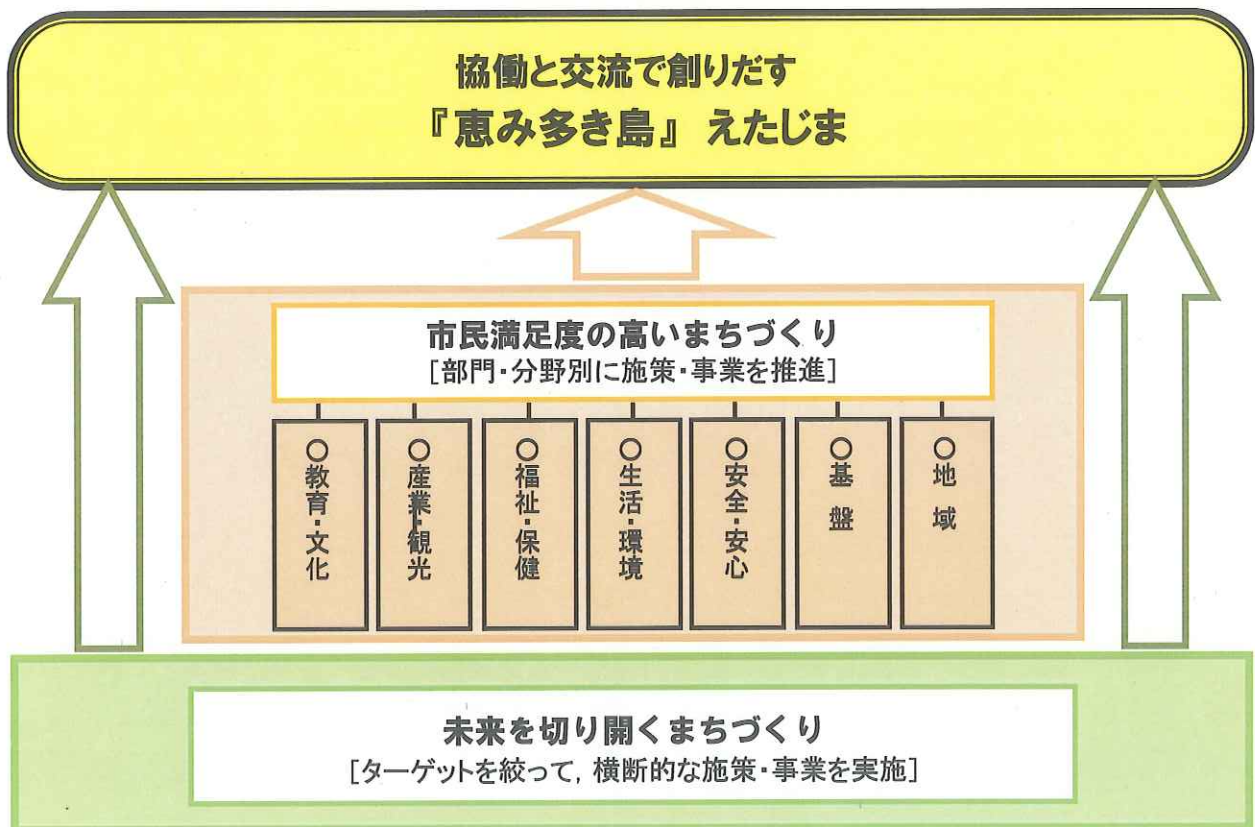 協働と交流で創りだす
『恵み多き島』 えたじま
市民満足度の高いまちづくり
[部門・分野別に施策・事業を推進]
○教育・文化
○産業・観光
○福祉・保健
○生活・環境
○安全・安心
○基盤
○地域
未来を切り開くまちづくり
[ターゲットを絞って，横断的な施策・事業を実施]